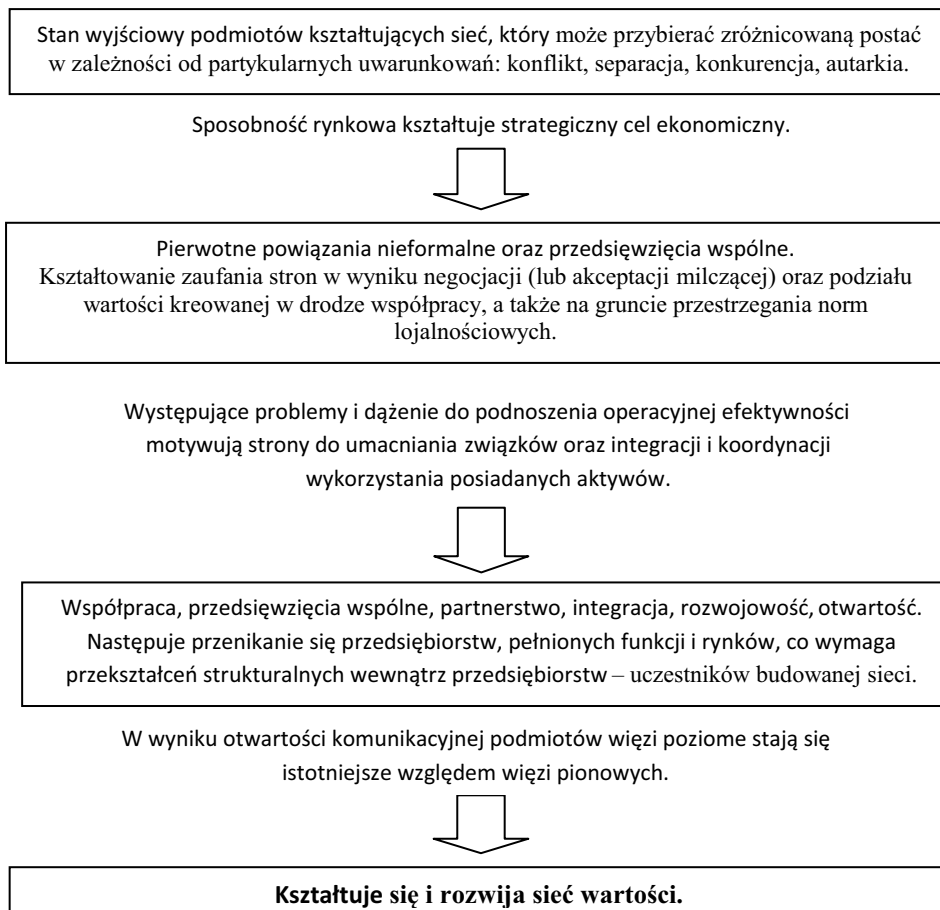 Stan wyjściowy podmiotów kształtujących sieć, który może przybierać zróżnicowaną postać
w zależności od partykularnych uwarunkowań: konflikt, separacja, konkurencja, autarkia.
Sposobność rynkowa kształtuje strategiczny cel ekonomiczny.
Pierwotne powiązania nieformalne oraz przedsięwzięcia wspólne.
Kształtowanie zaufania stron w wyniku negocjacji (lub akceptacji milczącej) oraz podziału
wartości kreowanej w drodze współpracy, a także na gruncie przestrzegania norm
lojalnościowych.
Występujące problemy i dążenie do podnoszenia operacyjnej efektywności
motywują strony do umacniania związków oraz integracji i koordynacji
wykorzystania posiadanych aktywów.
Współpraca, przedsięwzięcia wspólne, partnerstwo, integracja, rozwojowość, otwartość.
Następuje przenikanie się przedsiębiorstw, pełnionych funkcji i rynków, co wymaga
przekształceń strukturalnych wewnątrz przedsiębiorstw – uczestników budowanej sieci.
W wyniku otwartości komunikacyjnej podmiotów więzi poziome stają się
istotniejsze względem więzi pionowych.
Kształtuje się i rozwija sieć wartości.